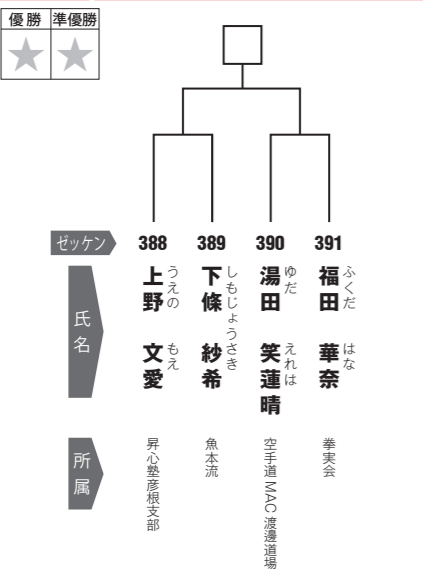 優勝 準優勝
ゼッケン 388 389 390 391
氏名
上野 文愛
うえの もえ
下條 紗希
しもじょうさき
湯田 笑蓮晴
ゆだ えれは
福田 華奈
ふくだ はな
所属
昇心塾彦根支部
魚本流
空手道 MAC 渡邊道場
拳実会